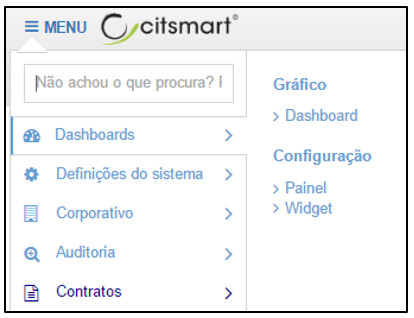 MENU citsmart®
Não achou o que procura?
Dashboards
Definições do sistema
Corporativo
Auditoria
Contratos
Gráfico
Dashboard
Configuração
Painel
Widget